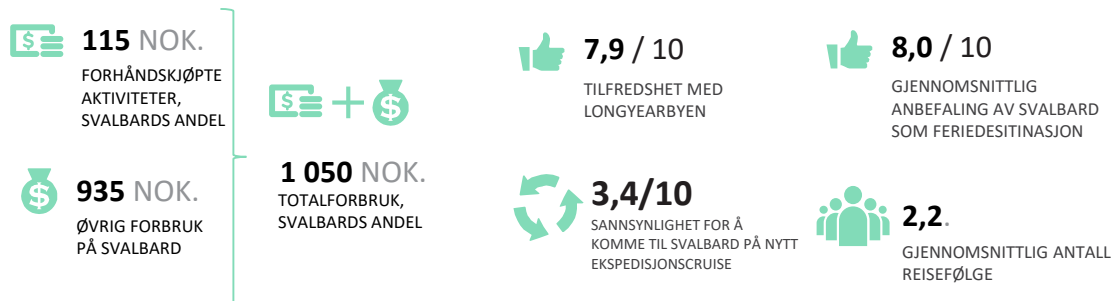 115 NOK.
FORHÅNDSKJØPTE
AKTIVITETER,
SVALBARDS ANDEL
935 NOK.
ØVRIG FORBRUK
PÅ SVALBARD
$ + $
1 050 NOK.
TOTALFORBRUK,
SVALBARDS ANDEL
7,9 / 10
TILFREDSHET MED
LONGYEARBYEN
8,0 / 10
GJENNOMSNITTLIG
ANBEFALING AV SVALBARD
SOM FERIEDESITINASJON
3,4/10
SANNSYNLIGHET FOR Å
KOMME TIL SVALBARD PÅ NYTT
EKSPEDISJONSCRUISE
2,2.
GJENNOMSNITTLIG ANTALL
REISEFØLGE